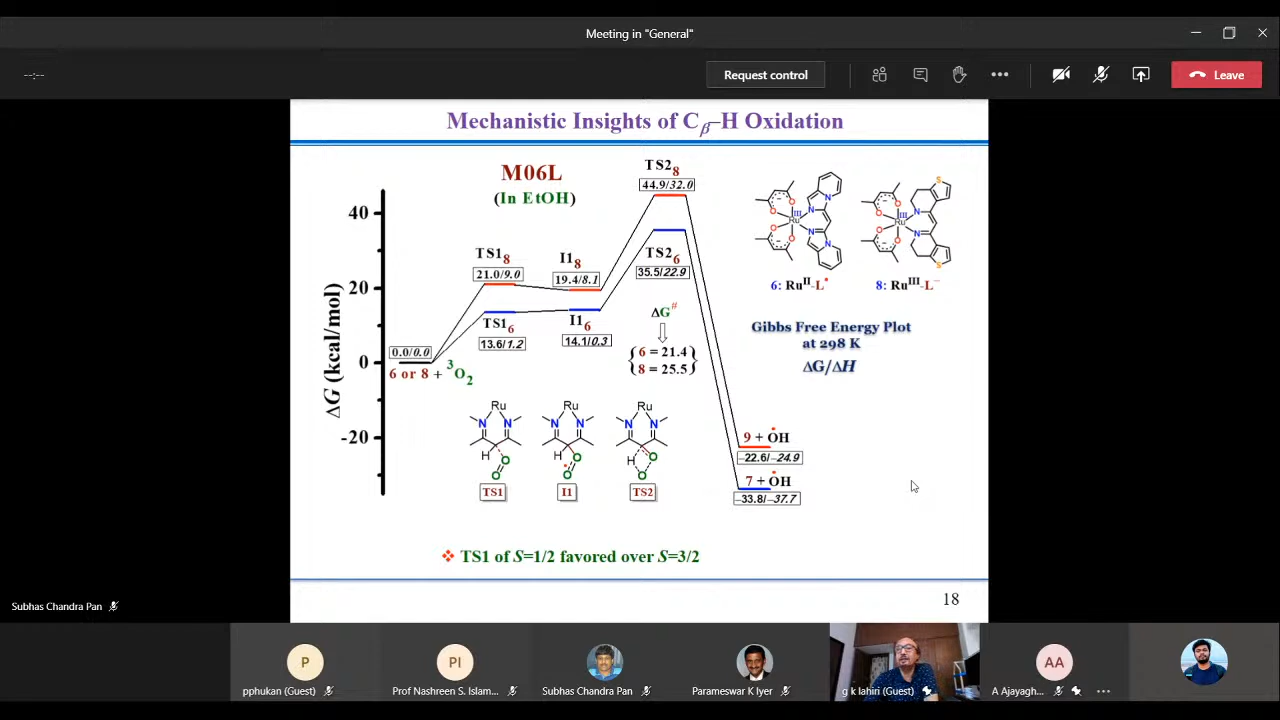 Meeting in "General"
--:--
Request control
Leave
Mechanistic Insights of Cβ–H Oxidation
M06L
(In EtOH)
ΔG (kcal/mol)
40
20
0
-20
0.0/0.0
6 or 8 + ³O₂
TS1₈
21.0/9.0
I1₈
19.4/8.1
TS2₈
44.9/32.0
TS1₆
13.6/1.2
I1₆
14.1/0.3
TS2₆
35.5/22.9
ΔG#
6 = 21.4
8 = 25.5
9 + ȮH
–22.6/–24.9
7 + ȮH
–33.8/–37.7
Ru
N N
H O
O
TS1
Ru
N N
H O
O
I1
Ru
N N
H O
O
TS2
O O O O
Ru III
N N N N
6: Ruᴵᴵ-L•
O O O O
Ru III
N N
S S
8: Ruᴵᴵᴵ-L⁻
Gibbs Free Energy Plot
at 298 K
ΔG/ΔH
❖ TS1 of S=1/2 favored over S=3/2
18
Subhas Chandra Pan
P
pphukan (Guest)
PI
Prof Nashreen S. Islam...
Subhas Chandra Pan
Parameswar K Iyer
g k lahiri (Guest)
AA
A Ajayagh...